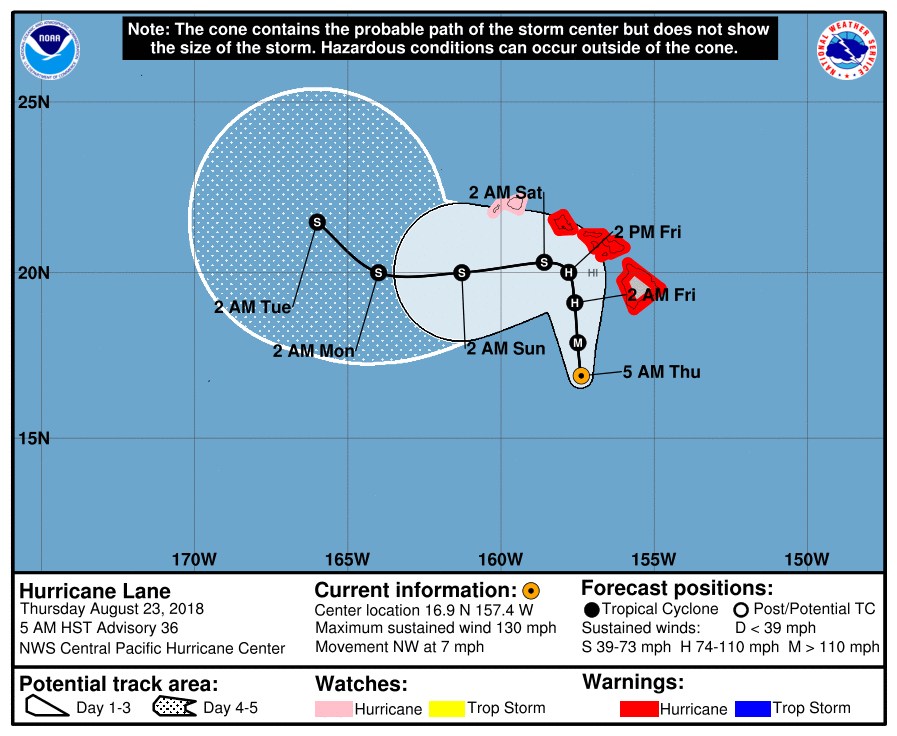 Note: The cone contains the probable path of the storm center but does not show
the size of the storm. Hazardous conditions can occur outside of the cone.
NOAA
NATIONAL WEATHER SERVICE
25N
2 AM Sat
S
2 PM Fri
20N
S
S
S
H
HI
2 AM Tue
H
2 AM Fri
2 AM Mon
2 AM Sun
M
5 AM Thu
15N
170W 165W 160W 155W 150W
Hurricane Lane
Thursday August 23, 2018
5 AM HST Advisory 36
NWS Central Pacific Hurricane Center
Current information:
Center location 16.9 N 157.4 W
Maximum sustained wind 130 mph
Movement NW at 7 mph
Forecast positions:
Tropical Cyclone Post/Potential TC
Sustained winds: D < 39 mph
S 39-73 mph H 74-110 mph M > 110 mph
Potential track area:
Day 1-3 Day 4-5
Watches:
Hurricane Trop Storm
Warnings:
Hurricane Trop Storm